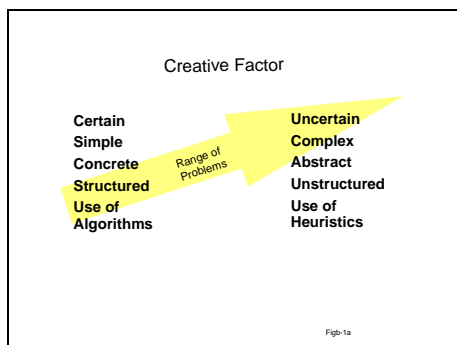 Creative Factor
Certain
Simple
Concrete
Structured
Use of
Algorithms
Range of
Problems
Uncertain
Complex
Abstract
Unstructured
Use of
Heuristics
Figb-1a